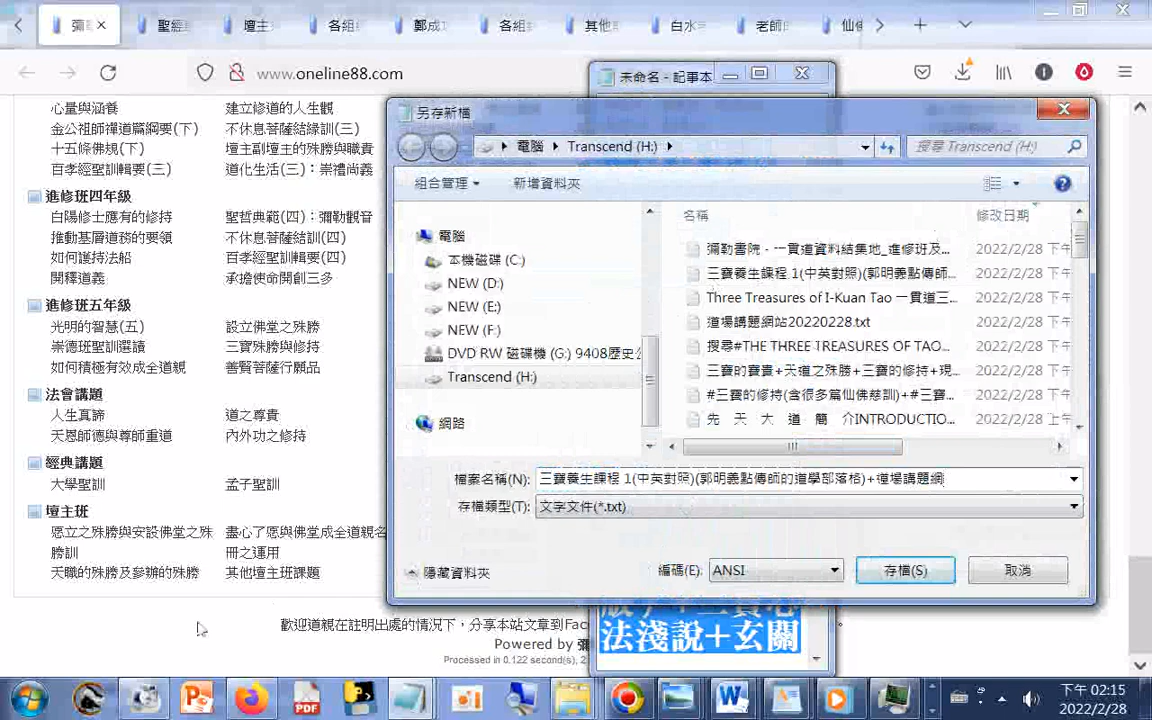 彌
聖經
壇主
各組
鄭成
各組
其他
白水
老師
仙佛
www.oneline88.com
未命名 - 記事本
心量與涵養 建立修道的人生觀
金公祖師禪道篇綱要(下) 不休息菩薩結緣訓(三)
十五條佛規(下) 壇主副壇主的殊勝與職責
百孝經聖訓輯要(三) 道化生活(三)：崇禮尚義
進修班四年級
白陽修士應有的修持 聖哲典範(四)：彌勒觀音
推動基層道務的要領 不休息菩薩結訓(四)
如何護持法船 百孝經聖訓輯要(四)
開釋道義 承擔使命開創三多
進修班五年級
光明的智慧(五) 設立佛堂之殊勝
崇德班聖訓選讀 三寶殊勝與修持
如何積極有效成全道親 善賢菩薩行願品
法會講題
人生真諦 道之尊貴
天恩師德與尊師重道 內外功之修持
經典講題
大學聖訓 孟子聖訓
壇主班
愿立之殊勝與安設佛堂之殊勝訓 盡心了愿與佛堂成全道親名冊之運用
天職的殊勝及參辦的殊勝 其他壇主班課題
歡迎道親在註明出處的情況下，分享本站文章到Fac
Powered by 彌
Processed in 0.122 second(s), 2
另存新檔
電腦 Transcend (H:)
搜尋 Transcend (H:)
組合管理 新增資料夾
電腦
本機磁碟 (C:)
NEW (D:)
NEW (E:)
NEW (F:)
DVD RW 磁碟機 (G:) 9408歷史公
Transcend (H:)
網路
名稱 修改日期
彌勒書院 - 一貫道資料結集地_進修班及... 2022/2/28 下午
三寶養生課程 1(中英對照)(郭明義點傳師... 2022/2/28 下午
Three Treasures of I-Kuan Tao 一貫道三... 2022/2/28 下午
道場講題網站20220228.txt 2022/2/28 下午
搜尋#THE THREE TREASURES OF TAO... 2022/2/28 下午
三寶的寶貴+天道之殊勝+三寶的修持+現... 2022/2/28 下午
#三寶的修持(含很多篇仙佛慈訓)+#三寶... 2022/2/28 下午
先 天 大 道 簡 介INTRODUCTIO... 2022/2/28 上午
檔案名稱(N): 三寶養生課程 1(中英對照)(郭明義點傳師的道學部落格)+道場講題網
存檔類型(T): 文字文件(*.txt)
隱藏資料夾 編碼(E): ANSI 存檔(S) 取消
法淺說+玄關
下午 02:15
2022/2/28